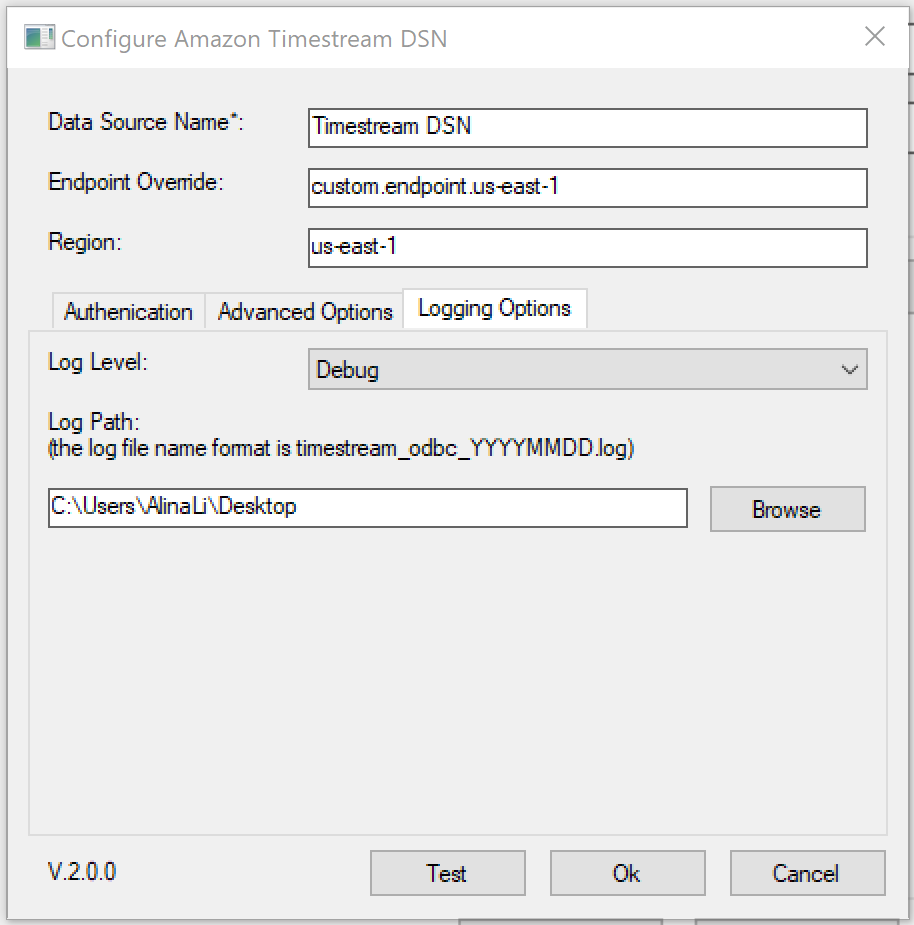 Configure Amazon Timestream DSN
Data Source Name*:
Timestream DSN
Endpoint Override:
custom.endpoint.us-east-1
Region:
us-east-1
Authenication
Advanced Options
Logging Options
Log Level:
Debug
Log Path:
(the log file name format is timestream_odbc_YYYYMMDD.log)
C:\Users\AlinaLi\Desktop
Browse
V.2.0.0
Test
Ok
Cancel